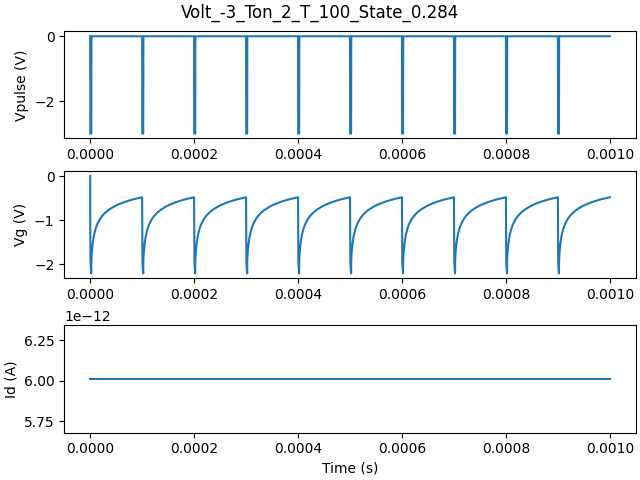 Volt_-3_Ton_2_T_100_State_0.284
Vpulse (V)
0
−2
0.0000 0.0002 0.0004 0.0006 0.0008 0.0010
Vg (V)
0
−1
−2
0.0000 0.0002 0.0004 0.0006 0.0008 0.0010
1e−12
Id (A)
6.25
6.00
5.75
0.0000 0.0002 0.0004 0.0006 0.0008 0.0010
Time (s)